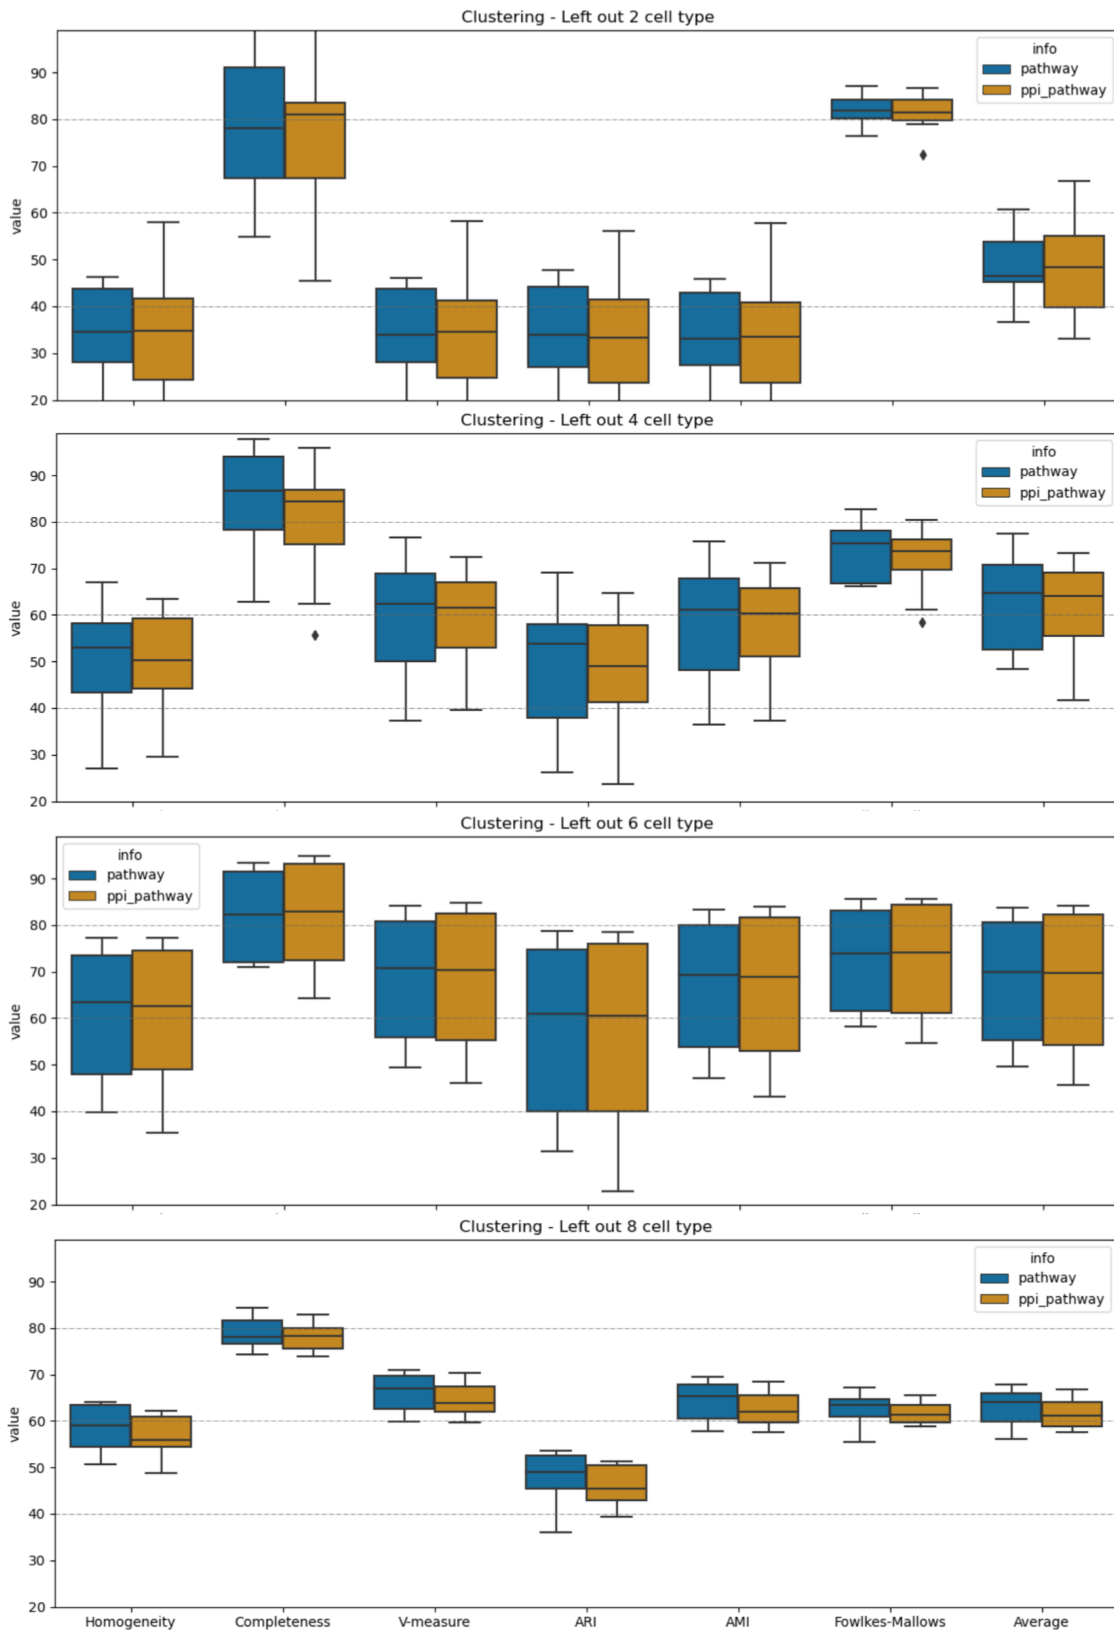 Clustering - Left out 2 cell type
info
pathway
ppi_pathway
90
80
70
60
50
40
30
20
value
Clustering - Left out 4 cell type
info
pathway
ppi_pathway
90
80
70
60
50
40
30
20
value
Clustering - Left out 6 cell type
info
pathway
ppi_pathway
90
80
70
60
50
40
30
20
value
Clustering - Left out 8 cell type
info
pathway
ppi_pathway
90
80
70
60
50
40
30
20
value
Homogeneity Completeness V-measure ARI AMI Fowlkes-Mallows Average